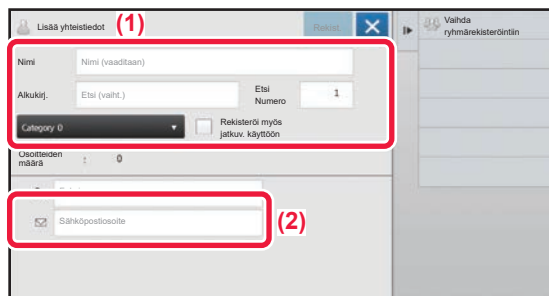 Lisää yhteistiedot
(1)
Rekist.
Vaihda
ryhmärekisteröintiin
Nimi
Nimi (vaaditaan)
Alkukirj.
Etsi (vaiht.)
Etsi
Numero
1
Category 0
Rekisteröi myös
jatkuv. käyttöön
Osoitteiden
määrä
:
0
Sähköpostiosoite
(2)